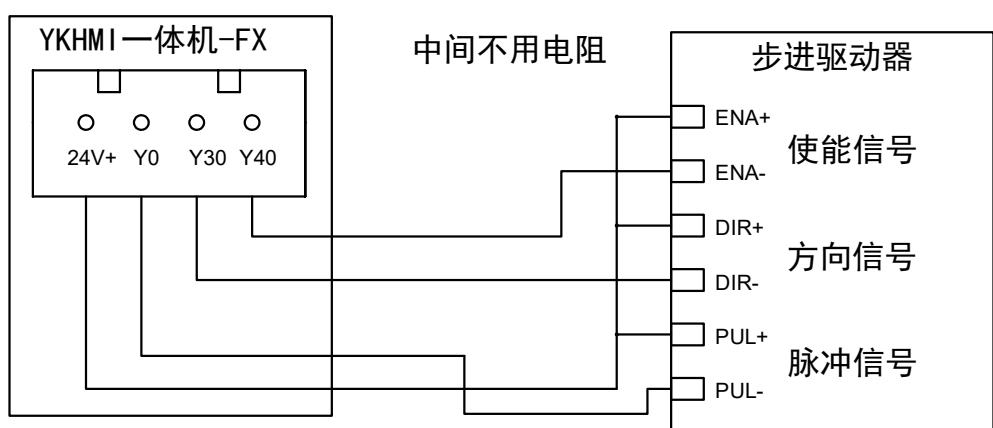 YKHMI一体机-FX
24V+ Y0 Y30 Y40
中间不用电阻
步进驱动器
ENA+
使能信号
ENA-
DIR+
方向信号
DIR-
PUL+
脉冲信号
PUL-